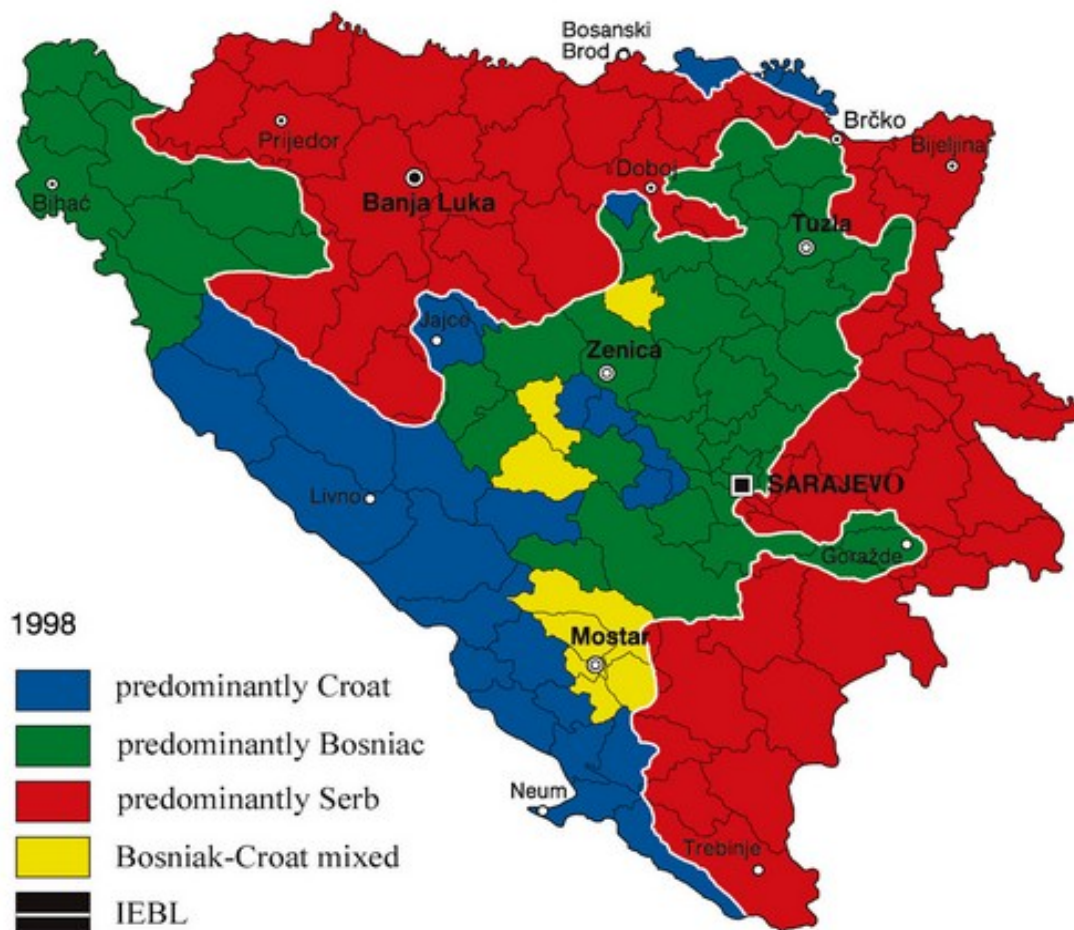 Bosanski
Brod
Brčko
Prijedor
Bijeljina
Doboj
Bihać
Banja Luka
Tuzla
Jajce
Zenica
Livno
SARAJEVO
Goražde
1998
Mostar
predominantly Croat
predominantly Bosniac
predominantly Serb
Neum
Bosniak-Croat mixed
Trebinje
IEBL